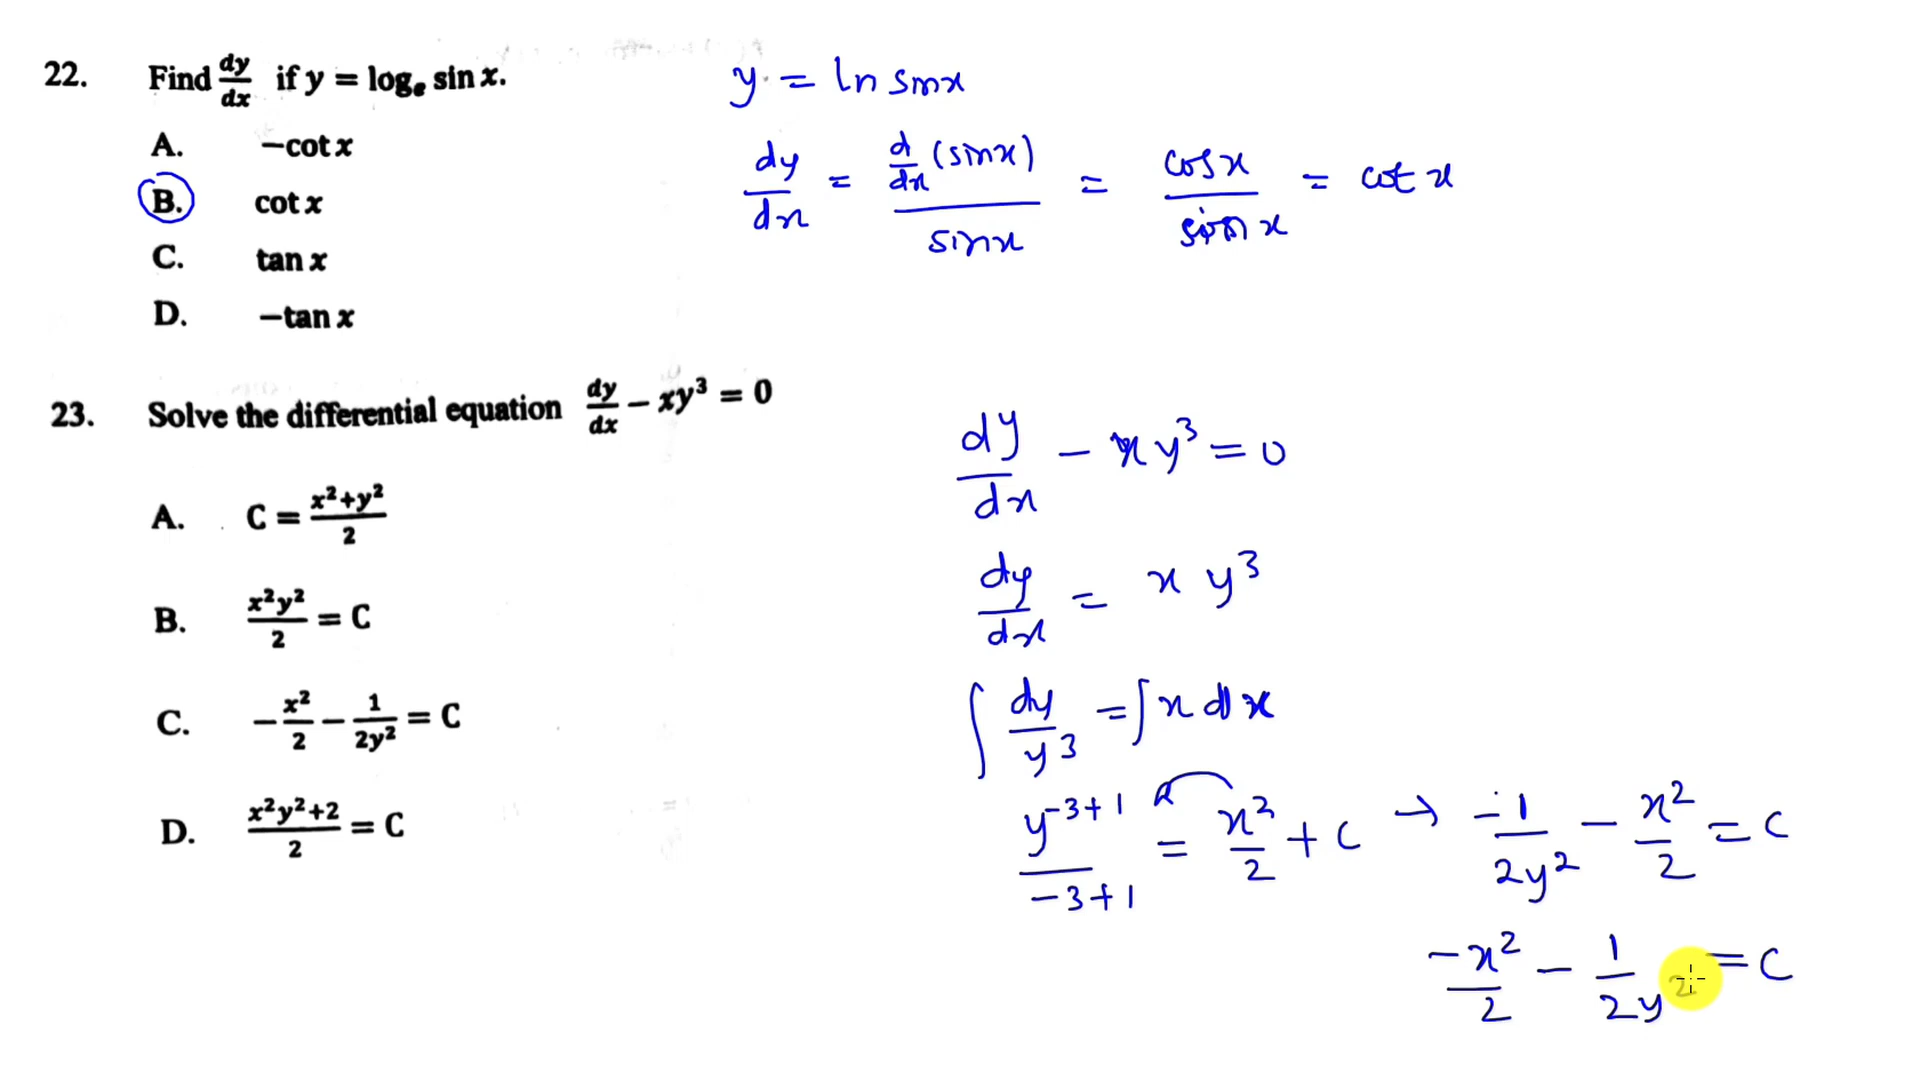 22. Find dy/dx if y = logₑ sin x.
A. −cot x
B. cot x
C. tan x
D. −tan x
y = ln sinx
dy/dx = d/dx (sinx) / sinx = cosx / sinx = cot x
23. Solve the differential equation dy/dx − xy³ = 0
A. C = x²+y² / 2
B. x²y² / 2 = C
C. −x²/2 − 1/2y² = C
D. x²y²+2 / 2 = C
dy/dx − xy³ = 0
dy/dx = x y³
∫ dy/y³ = ∫ x dx
y⁻³⁺¹ / −3+1 = x²/2 + C → −1/2y² − x²/2 = C
−x²/2 − 1/2y² = C